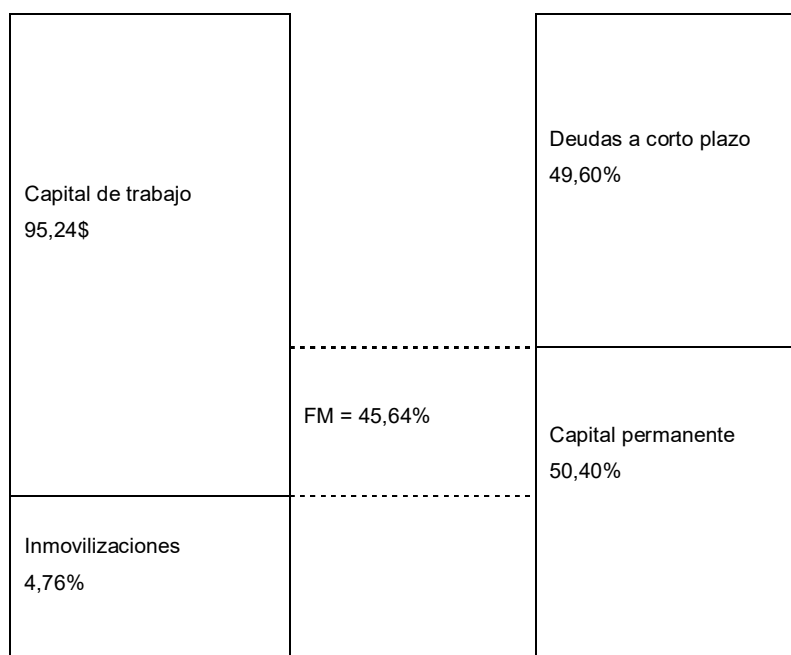 Capital de trabajo
95,24$
Inmovilizaciones
4,76%
FM = 45,64%
Deudas a corto plazo
49,60%
Capital permanente
50,40%